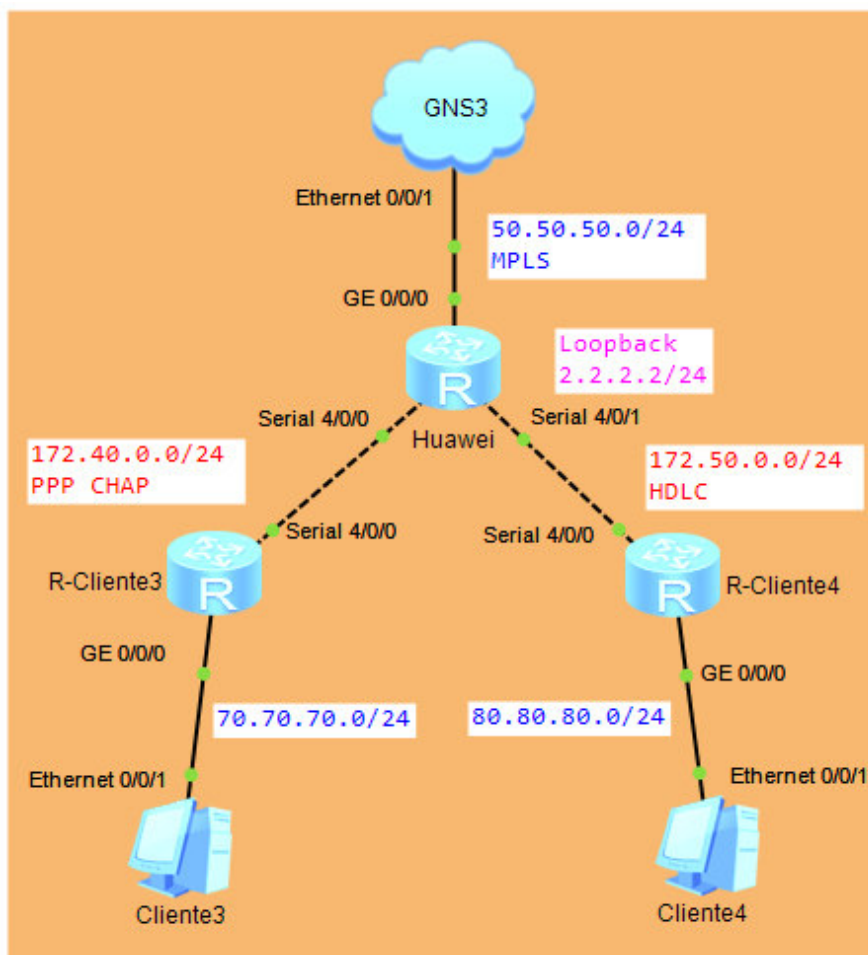 GNS3
Ethernet 0/0/1
50.50.50.0/24
MPLS
GE 0/0/0
Loopback
2.2.2.2/24
R
Serial 4/0/0
Serial 4/0/1
Huawei
172.40.0.0/24
PPP CHAP
172.50.0.0/24
HDLC
Serial 4/0/0
Serial 4/0/0
R-Cliente3
R
R
R-Cliente4
GE 0/0/0
GE 0/0/0
70.70.70.0/24
80.80.80.0/24
Ethernet 0/0/1
Ethernet 0/0/1
Cliente3
Cliente4